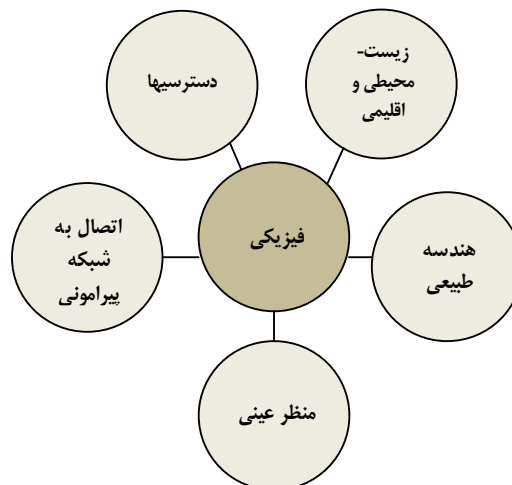 زیست-
محیطی و
اقلیمی
دسترسیها
فیزیکی
هندسه
طبیعی
اتصال به
شبکه
پیرامونی
منظر عینی